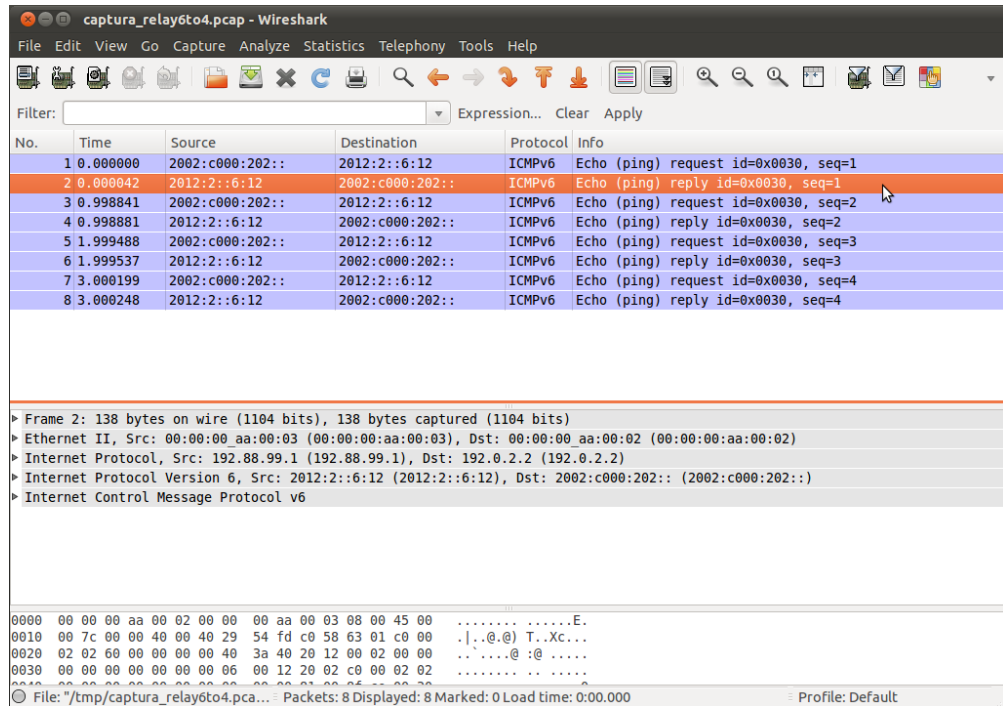 captura_relay6to4.pcap - Wireshark
File Edit View Go Capture Analyze Statistics Telephony Tools Help
Filter: Expression... Clear Apply
No. Time Source Destination Protocol Info
1 0.000000 2002:c000:202:: 2012:2::6:12 ICMPv6 Echo (ping) request id=0x0030, seq=1
2 0.000042 2012:2::6:12 2002:c000:202:: ICMPv6 Echo (ping) reply id=0x0030, seq=1
3 0.998841 2002:c000:202:: 2012:2::6:12 ICMPv6 Echo (ping) request id=0x0030, seq=2
4 0.998881 2012:2::6:12 2002:c000:202:: ICMPv6 Echo (ping) reply id=0x0030, seq=2
5 1.999488 2002:c000:202:: 2012:2::6:12 ICMPv6 Echo (ping) request id=0x0030, seq=3
6 1.999537 2012:2::6:12 2002:c000:202:: ICMPv6 Echo (ping) reply id=0x0030, seq=3
7 3.000199 2002:c000:202:: 2012:2::6:12 ICMPv6 Echo (ping) request id=0x0030, seq=4
8 3.000248 2012:2::6:12 2002:c000:202:: ICMPv6 Echo (ping) reply id=0x0030, seq=4
Frame 2: 138 bytes on wire (1104 bits), 138 bytes captured (1104 bits)
Ethernet II, Src: 00:00:00_aa:00:03 (00:00:00:aa:00:03), Dst: 00:00:00_aa:00:02 (00:00:00:aa:00:02)
Internet Protocol, Src: 192.88.99.1 (192.88.99.1), Dst: 192.0.2.2 (192.0.2.2)
Internet Protocol Version 6, Src: 2012:2::6:12 (2012:2::6:12), Dst: 2002:c000:202:: (2002:c000:202::)
Internet Control Message Protocol v6
0000 00 00 00 aa 00 02 00 00 00 aa 00 03 08 00 45 00 ........ ......E.
0010 00 7c 00 00 40 00 40 29 54 fd c0 58 63 01 c0 00 .|..@.@) T..Xc...
0020 02 02 60 00 00 00 00 40 3a 40 20 12 00 02 00 00 ..`....@ :@ .....
0030 00 00 00 00 00 00 00 06 00 12 20 02 c0 00 02 02 ........ .. .....
File: "/tmp/captura_relay6to4.pca... Packets: 8 Displayed: 8 Marked: 0 Load time: 0:00.000 Profile: Default